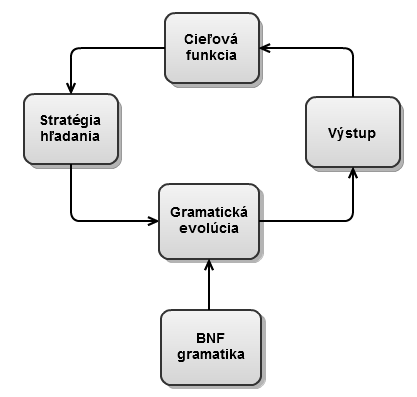 Cieľová
funkcia
Stratégia
hľadania
Výstup
Gramatická
evolúcia
BNF
gramatika